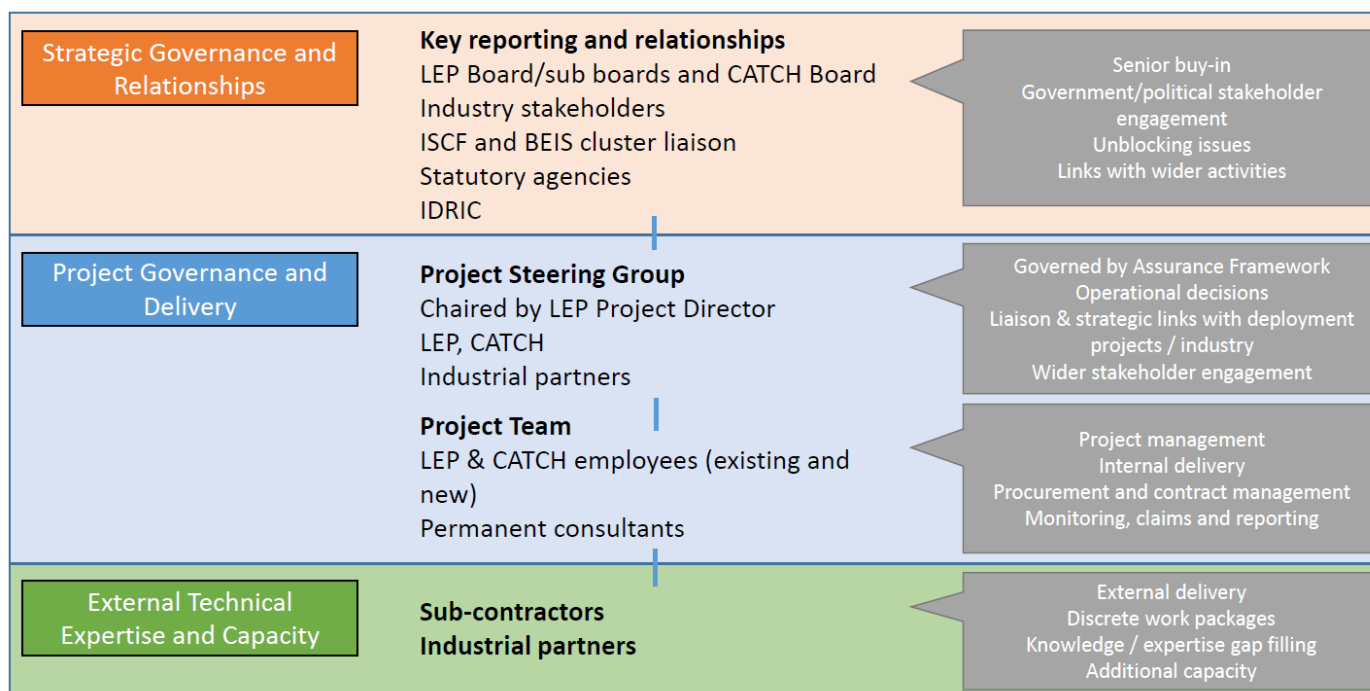 Strategic Governance and
Relationships
Key reporting and relationships
LEP Board/sub boards and CATCH Board
Industry stakeholders
ISCF and BEIS cluster liaison
Statutory agencies
IDRIC
Senior buy-in
Government/political stakeholder
engagement
Unblocking issues
Links with wider activities
Project Governance and
Delivery
Project Steering Group
Chaired by LEP Project Director
LEP, CATCH
Industrial partners
Governed by Assurance Framework
Operational decisions
Liaison & strategic links with deployment
projects / industry
Wider stakeholder engagement
Project Team
LEP & CATCH employees (existing and
new)
Permanent consultants
Project management
Internal delivery
Procurement and contract management
Monitoring, claims and reporting
External Technical
Expertise and Capacity
Sub-contractors
Industrial partners
External delivery
Discrete work packages
Knowledge / expertise gap filling
Additional capacity